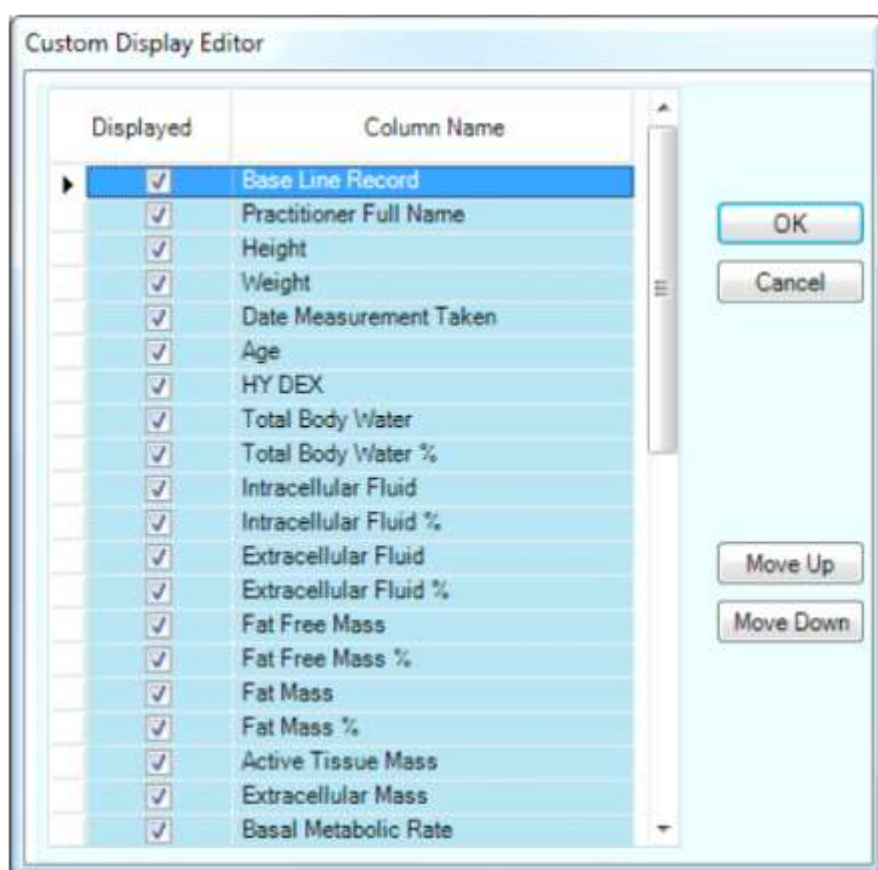 Custom Display Editor
Displayed Column Name
Base Line Record
Practitioner Full Name
Height
Weight
Date Measurement Taken
Age
HY DEX
Total Body Water
Total Body Water %
Intracellular Fluid
Intracellular Fluid %
Extracellular Fluid
Extracellular Fluid %
Fat Free Mass
Fat Free Mass %
Fat Mass
Fat Mass %
Active Tissue Mass
Extracellular Mass
Basal Metabolic Rate
OK
Cancel
Move Up
Move Down